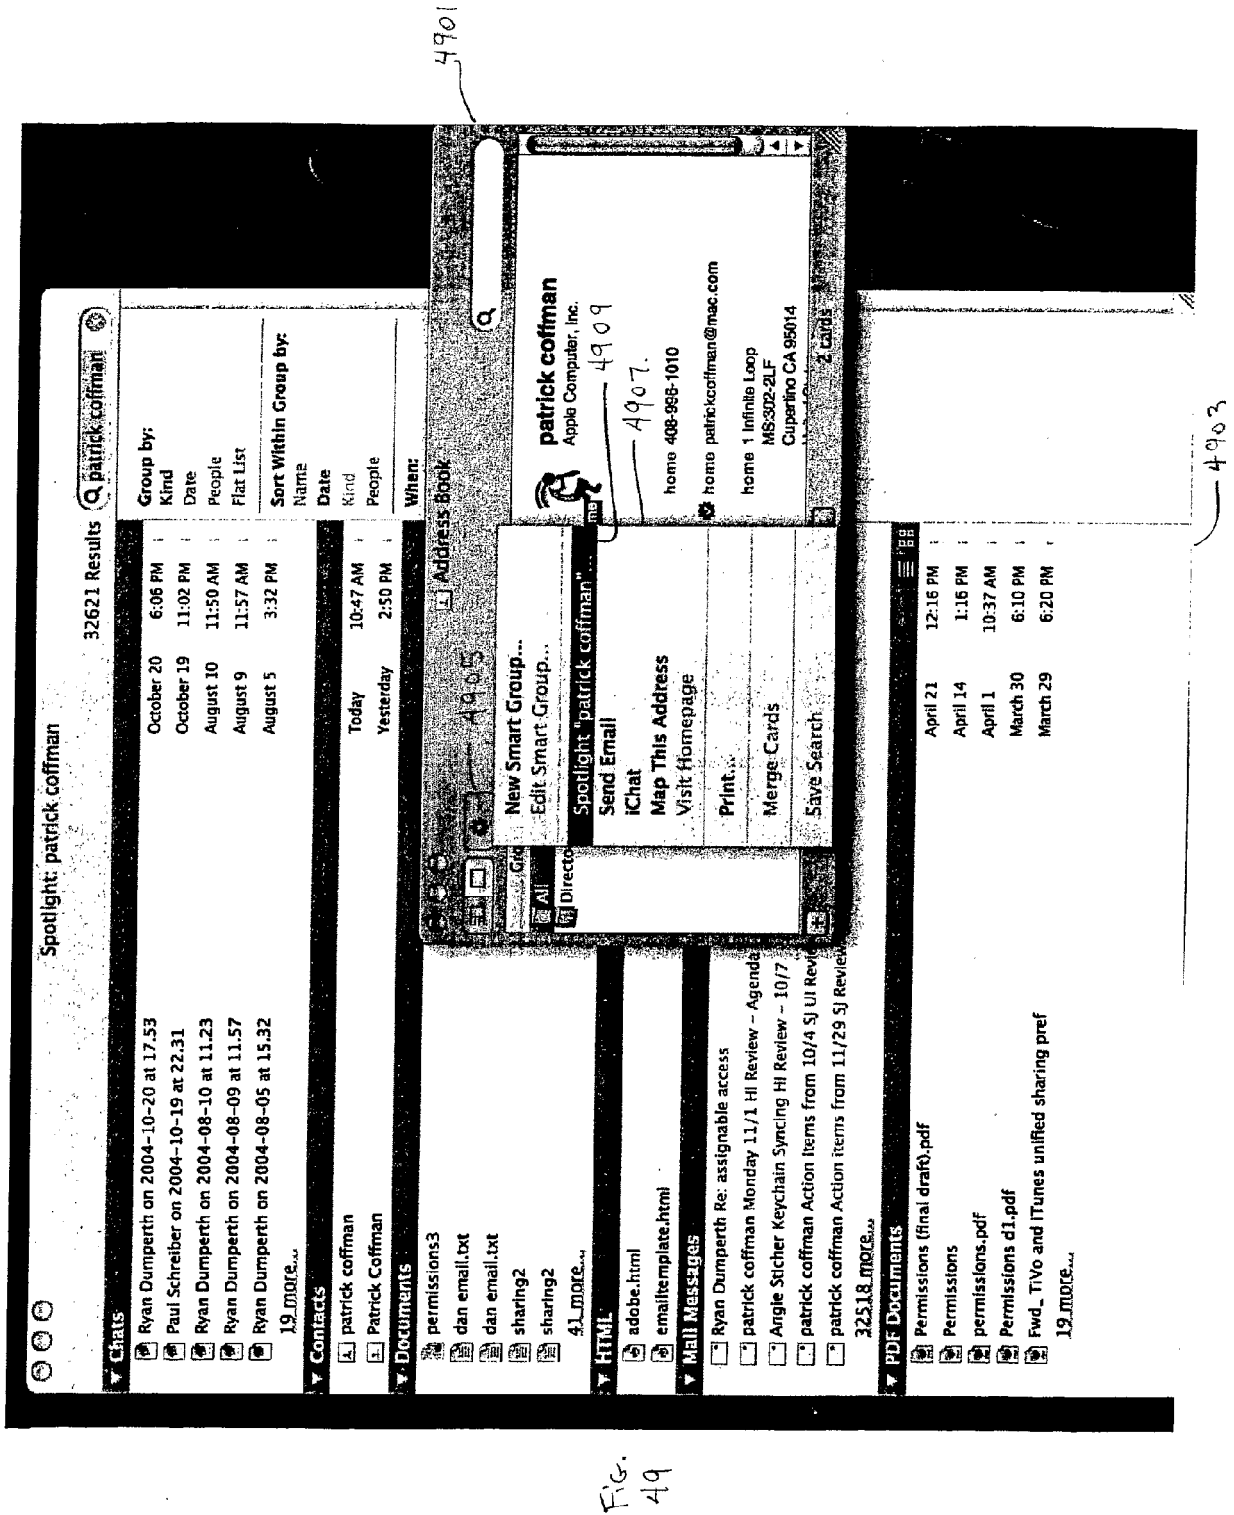 Spotlight: patrick coffman
32621 Results
patrick coffman
Chats
Ryan Dumperth on 2004-10-20 at 17.53 October 20 6:06 PM
Paul Schreiber on 2004-10-19 at 22.31 October 19 11:02 PM
Ryan Dumperth on 2004-08-10 at 11.23 August 10 11:50 AM
Ryan Dumperth on 2004-08-09 at 11.57 August 9 11:57 AM
Ryan Dumperth on 2004-08-05 at 15.32 August 5 3:32 PM
19 more...
Contacts
patrick coffman Today 10:47 AM
Patrick Coffman Yesterday 2:50 PM
Documents
permissions3
dan email.txt
dan email.txt
sharing2
sharing2
41 more...
HTML
adobe.html
emailtemplate.html
Mail Messages
Ryan Dumperth Re: assignable access
patrick coffman Monday 11/1 HI Review – Agenda
Angie Sticher Keychain Syncing HI Review – 10/7
patrick coffman Action Items from 10/4 SJ UI Revie
patrick coffman Action items from 11/29 SJ Review
32518 more...
PDF Documents
Permissions (final draft).pdf April 21 12:16 PM
Permissions April 14 1:16 PM
permissions.pdf April 1 10:37 AM
Permissions d1.pdf March 30 6:10 PM
Fwd_ TiVo and iTunes unified sharing pref March 29 6:20 PM
19 more...
Group by:
Kind
Date
People
Flat List
Sort Within Group by:
Name
Date
Kind
People
When:
Address Book
Gro
All
Directo
New Smart Group...
Edit Smart Group...
Spotlight "patrick coffman"...
Send Email
iChat
Map This Address
Visit Homepage
Print...
Merge Cards
Save Search
me
patrick coffman
Apple Computer, Inc.
home 408-996-1010
home patrickcoffman@mac.com
home 1 Infinite Loop
MS:302-2LF
Cupertino CA 95014
2 cards
4901
4903
4905
4907
4909
Fig.
49